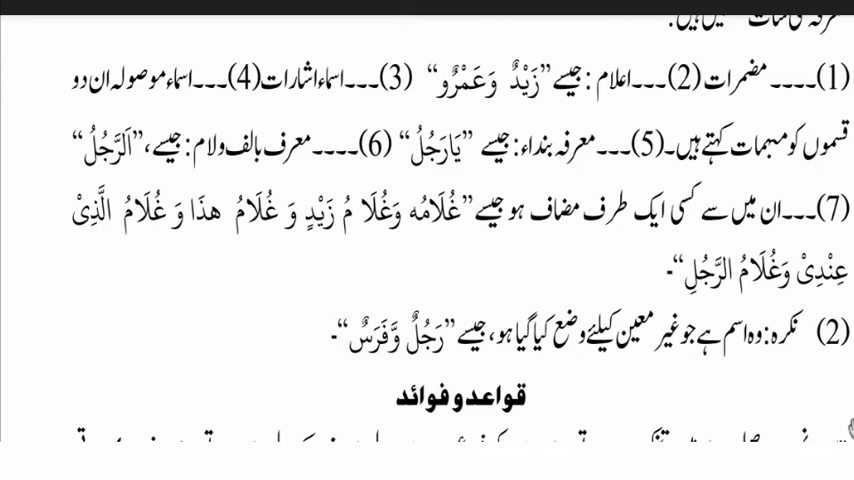 (1)۔۔۔۔مضمرات (2)۔۔۔اعلام :جیسے ”زَیْدٌ وَعَمْرٌو“ (3)۔۔۔اسماء اشارات(4)۔۔۔اسماء موصولہ ان دو
قسموں کو مبہمات کہتے ہیں۔(5)۔۔۔معرفہ بنداء: جیسے ”یَارَجُلُ“ (6)۔۔۔۔معرف بالف ولام: جیسے، ”اَلرَّجُلُ“
(7)۔۔۔ان میں سے کسی ایک طرف مضاف ہو جیسے ”غُلَامُه وَغُلَا مُ زَیْدٍ وَ غُلَامُ هذَا وَ غُلَامُ الَّذِیْ
عِنْدِیْ وَغُلَامُ الرَّجُلِ“۔
(2) نکرہ: وہ اسم ہے جو غیر معین کیلئے وضع کیا گیا ہو، جیسے ”رَجُلٌ وَّفَرَسٌ“۔
قواعد و فوائد